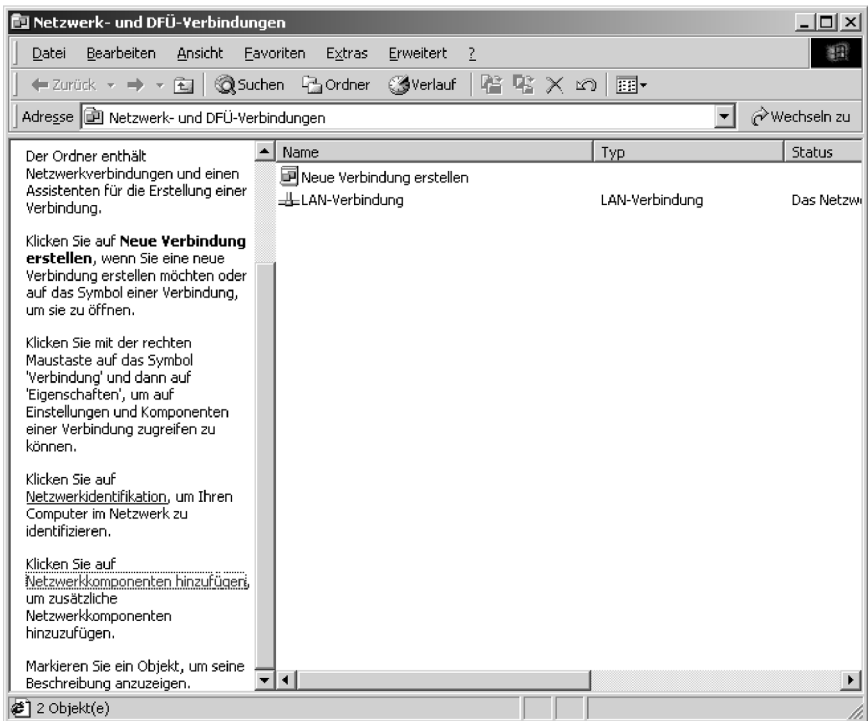 Netzwerk- und DFÜ-Verbindungen
Datei Bearbeiten Ansicht Favoriten Extras Erweitert ?
Zurück Suchen Ordner Verlauf
Adresse Netzwerk- und DFÜ-Verbindungen Wechseln zu
Der Ordner enthält
Netzwerkverbindungen und einen
Assistenten für die Erstellung einer
Verbindung.
Klicken Sie auf Neue Verbindung
erstellen, wenn Sie eine neue
Verbindung erstellen möchten oder
auf das Symbol einer Verbindung,
um sie zu öffnen.
Klicken Sie mit der rechten
Maustaste auf das Symbol
'Verbindung' und dann auf
'Eigenschaften', um auf
Einstellungen und Komponenten
einer Verbindung zugreifen zu
können.
Klicken Sie auf
Netzwerkidentifikation, um Ihren
Computer im Netzwerk zu
identifizieren.
Klicken Sie auf
Netzwerkkomponenten hinzufügen,
um zusätzliche
Netzwerkkomponenten
hinzuzufügen.
Markieren Sie ein Objekt, um seine
Beschreibung anzuzeigen.
Name Typ Status
Neue Verbindung erstellen
LAN-Verbindung LAN-Verbindung Das Netzw
2 Objekt(e)